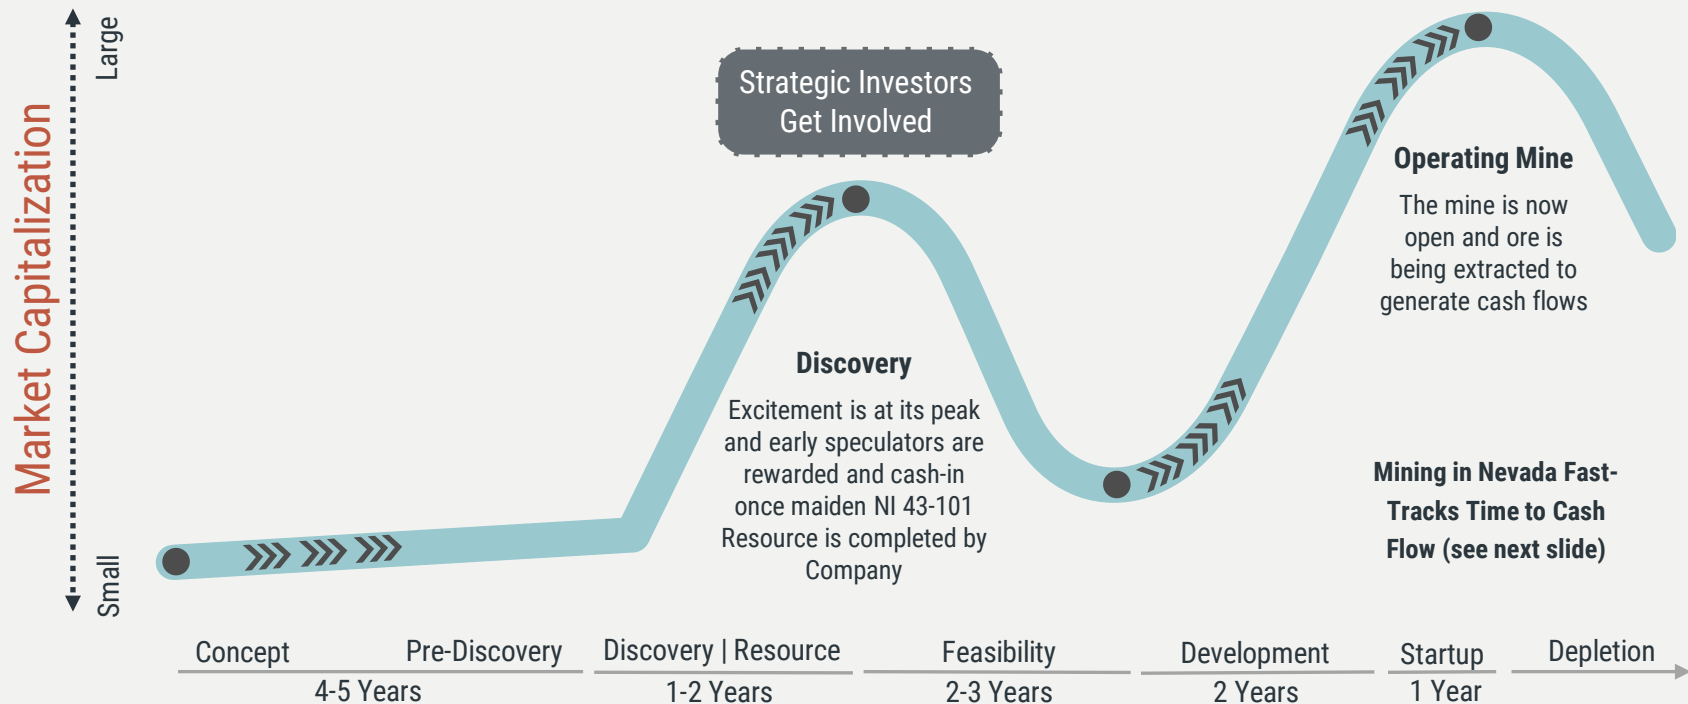 Market Capitalization
Large
Small
Strategic Investors
Get Involved
Discovery
Excitement is at its peak
and early speculators are
rewarded and cash-in
once maiden NI 43-101
Resource is completed by
Company
Operating Mine
The mine is now
open and ore is
being extracted to
generate cash flows
Mining in Nevada Fast-
Tracks Time to Cash
Flow (see next slide)
Concept
Pre-Discovery
4-5 Years
Discovery | Resource
1-2 Years
Feasibility
2-3 Years
Development
2 Years
Startup
1 Year
Depletion